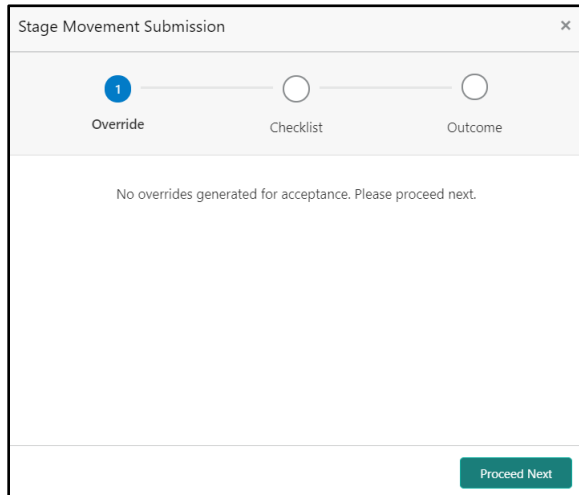 Stage Movement Submission ×
1
Override Checklist Outcome
No overrides generated for acceptance. Please proceed next.
Proceed Next